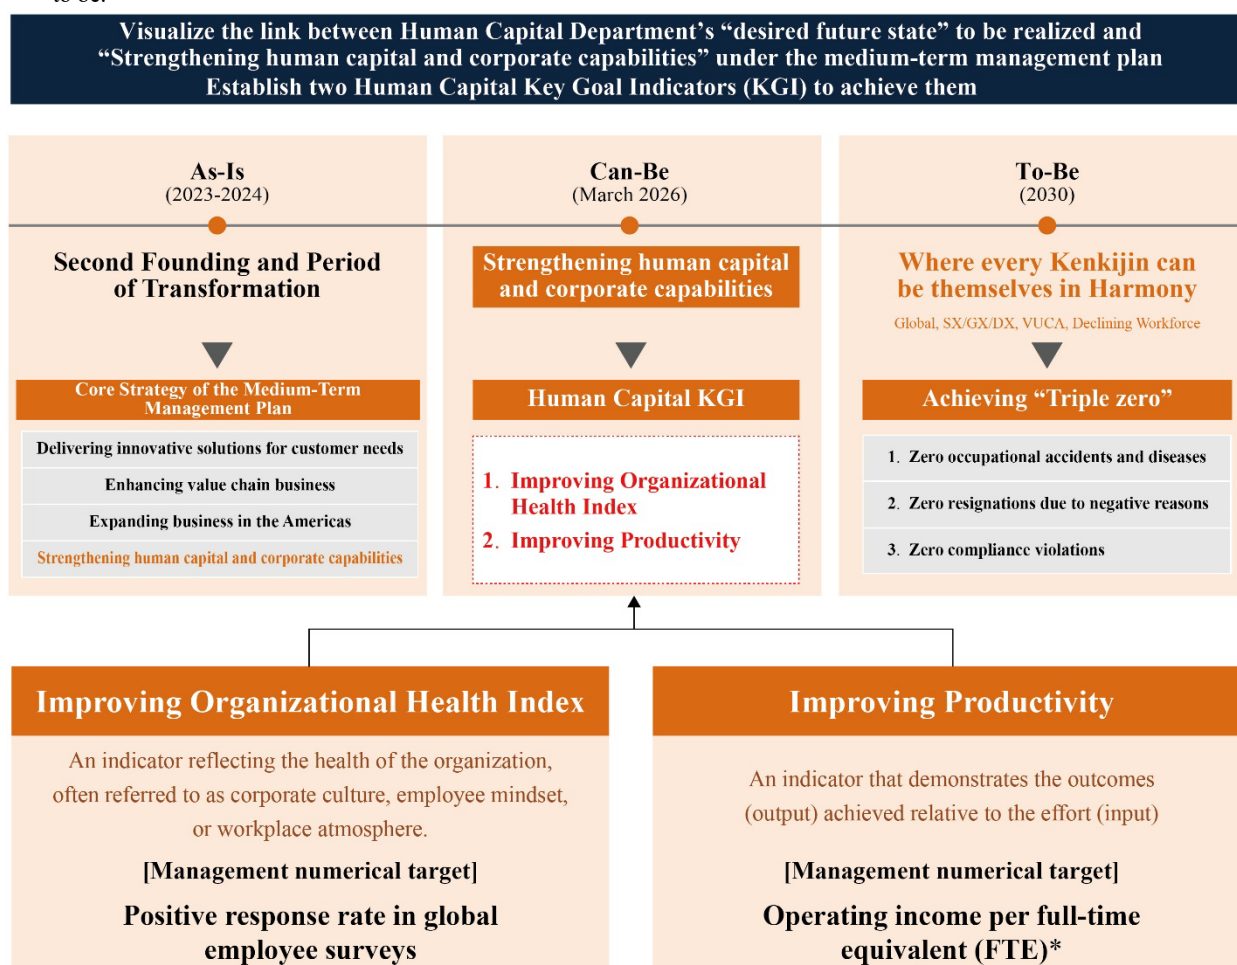 to be.
Visualize the link between Human Capital Department's “desired future state” to be realized and
“Strengthening human capital and corporate capabilities” under the medium-term management plan
Establish two Human Capital Key Goal Indicators (KGI) to achieve them
As-Is
(2023-2024)
Second Founding and Period
of Transformation
Core Strategy of the Medium-Term
Management Plan
Delivering innovative solutions for customer needs
Enhancing value chain business
Expanding business in the Americas
Strengthening human capital and corporate capabilities
Can-Be
(March 2026)
Strengthening human capital
and corporate capabilities
Human Capital KGI
1. Improving Organizational
Health Index
2. Improving Productivity
To-Be
(2030)
Where every Kenkijin can
be themselves in Harmony
Global, SX/GX/DX, VUCA, Declining Workforce
Achieving “Triple zero”
1. Zero occupational accidents and diseases
2. Zero resignations due to negative reasons
3. Zero compliance violations
Improving Organizational Health Index
An indicator reflecting the health of the organization,
often referred to as corporate culture, employee mindset,
or workplace atmosphere.
[Management numerical target]
Positive response rate in global
employee surveys
Improving Productivity
An indicator that demonstrates the outcomes
(output) achieved relative to the effort (input)
[Management numerical target]
Operating income per full-time
equivalent (FTE)*